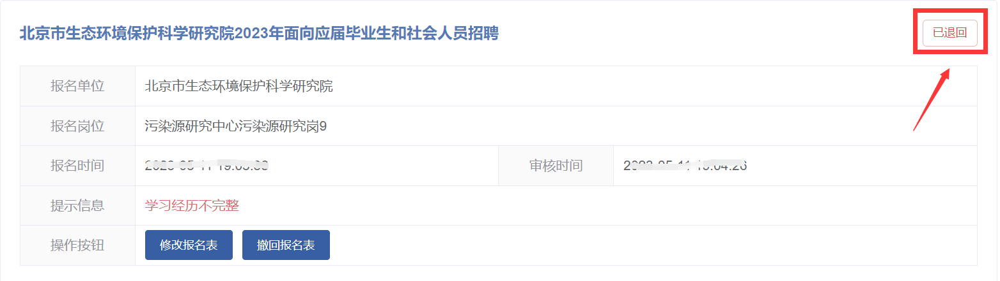 北京市生态环境保护科学研究院2023年面向应届毕业生和社会人员招聘
已退回
报名单位 北京市生态环境保护科学研究院
报名岗位 污染源研究中心污染源研究岗9
报名时间 审核时间
提示信息 学习经历不完整
操作按钮 修改报名表 撤回报名表